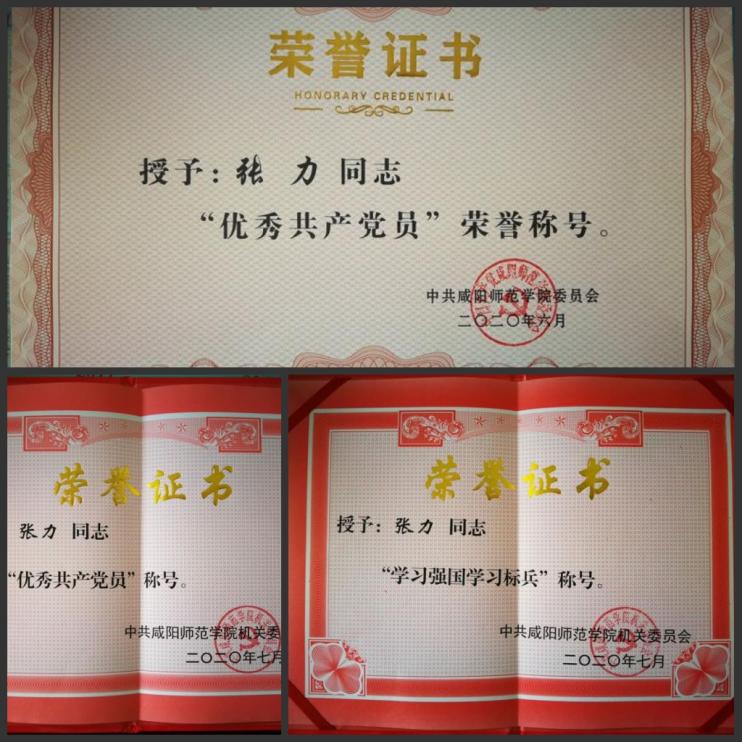 荣誉证书
HONORARY CREDENTIAL
授予：张 力 同志
“优秀共产党员”荣誉称号。
中共咸阳师范学院委员会
二〇二〇年六月
荣誉证书
张力 同志
“优秀共产党员”称号。
中共咸阳师范学院机关委
二〇二〇年七月
荣誉证书
授予：张力 同志
“学习强国学习标兵”称号。
中共咸阳师范学院机关委员会
二〇二〇年七月